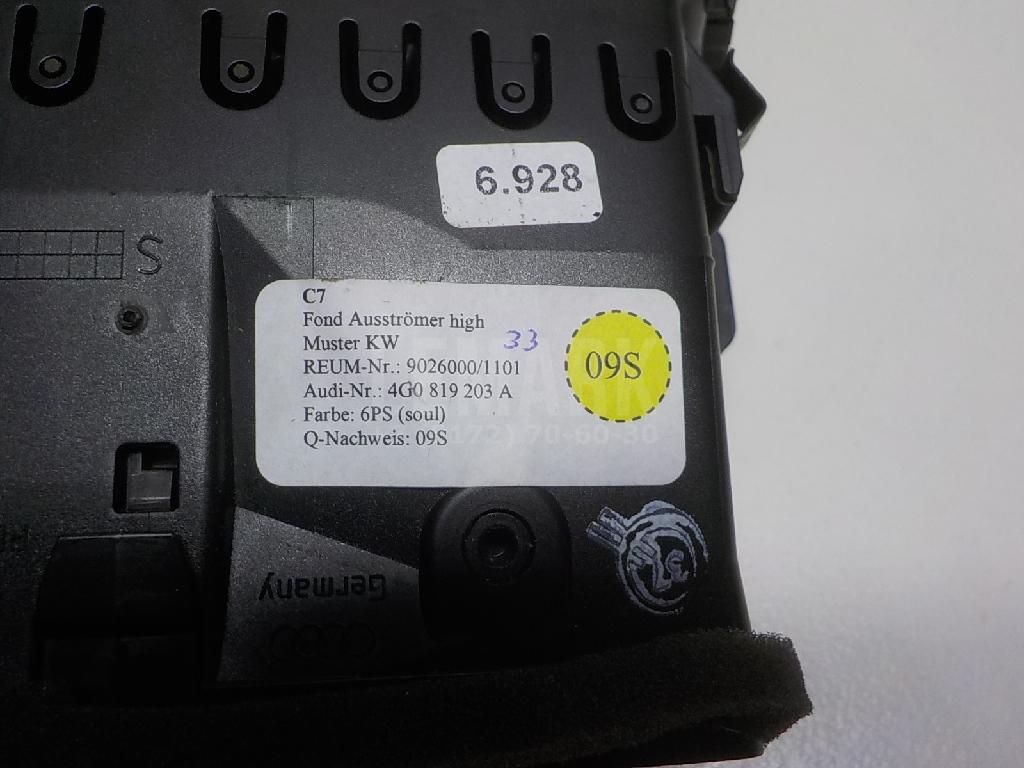 6.928
S
C7
Fond Ausströmer high
Muster KW 33
REUM-Nr.: 9026000/1101
Audi-Nr.: 4G0 819 203 A
Farbe: 6PS (soul)
Q-Nachweis: 09S
09S
Germany